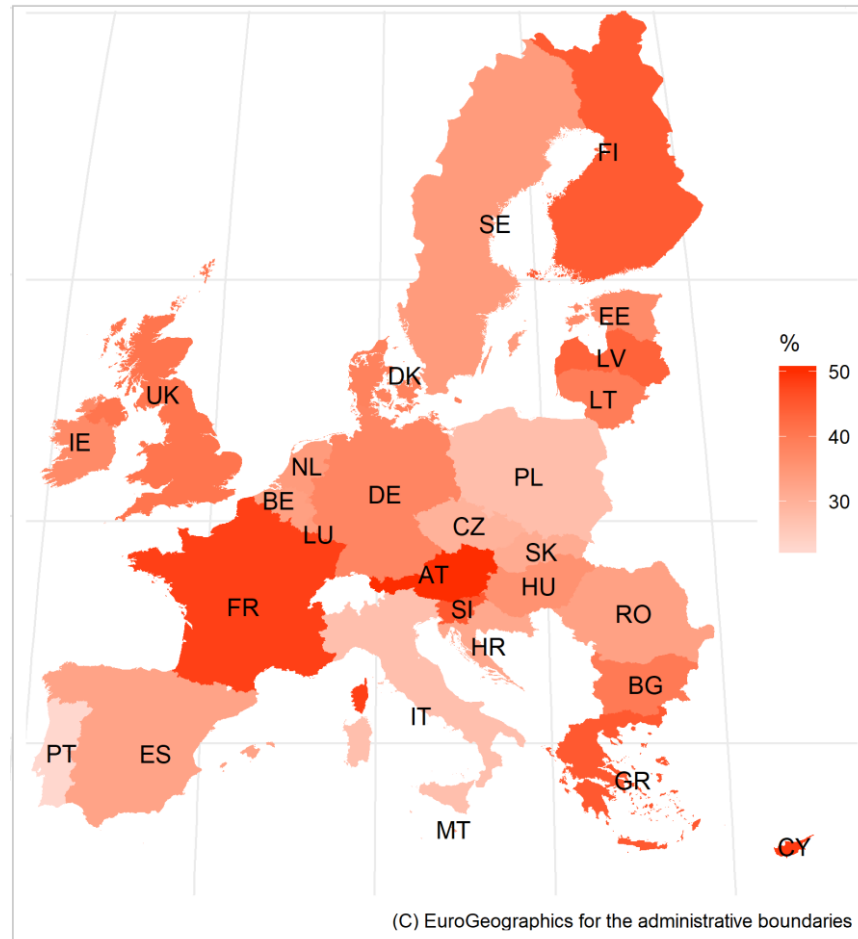 FI
SE
EE
%
LV
50
DK
UK
LT
IE
NL
PL
DE
BE
30
CZ
LU
SK
AT
HU
FR
SI
RO
HR
BG
IT
PT
ES
GR
MT
CY
(C) EuroGeographics for the administrative boundaries
40